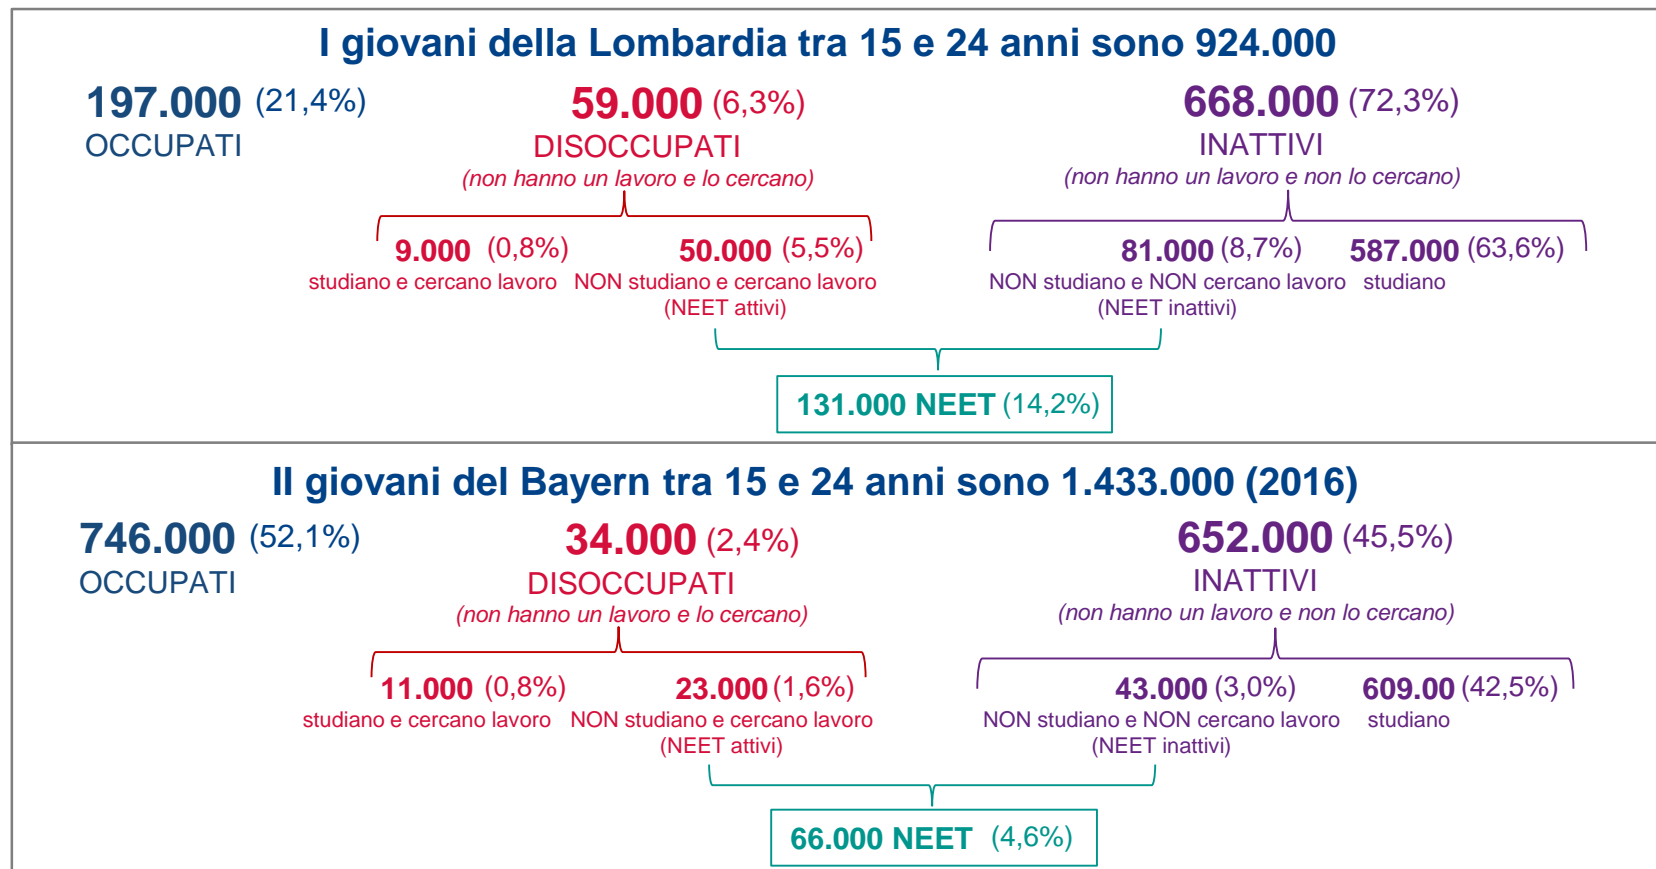 I giovani della Lombardia tra 15 e 24 anni sono 924.000
197.000 (21,4%) 59.000 (6,3%) 668.000 (72,3%)
OCCUPATI DISOCCUPATI INATTIVI
(non hanno un lavoro e lo cercano) (non hanno un lavoro e non lo cercano)
9.000 (0,8%) 50.000 (5,5%) 81.000 (8,7%) 587.000 (63,6%)
studiano e cercano lavoro NON studiano e cercano lavoro NON studiano e NON cercano lavoro studiano
(NEET attivi) (NEET inattivi)
131.000 NEET (14,2%)
II giovani del Bayern tra 15 e 24 anni sono 1.433.000 (2016)
746.000 (52,1%) 34.000 (2,4%) 652.000 (45,5%)
OCCUPATI DISOCCUPATI INATTIVI
(non hanno un lavoro e lo cercano) (non hanno un lavoro e non lo cercano)
11.000 (0,8%) 23.000 (1,6%) 43.000 (3,0%) 609.00 (42,5%)
studiano e cercano lavoro NON studiano e cercano lavoro NON studiano e NON cercano lavoro studiano
(NEET attivi) (NEET inattivi)
66.000 NEET (4,6%)